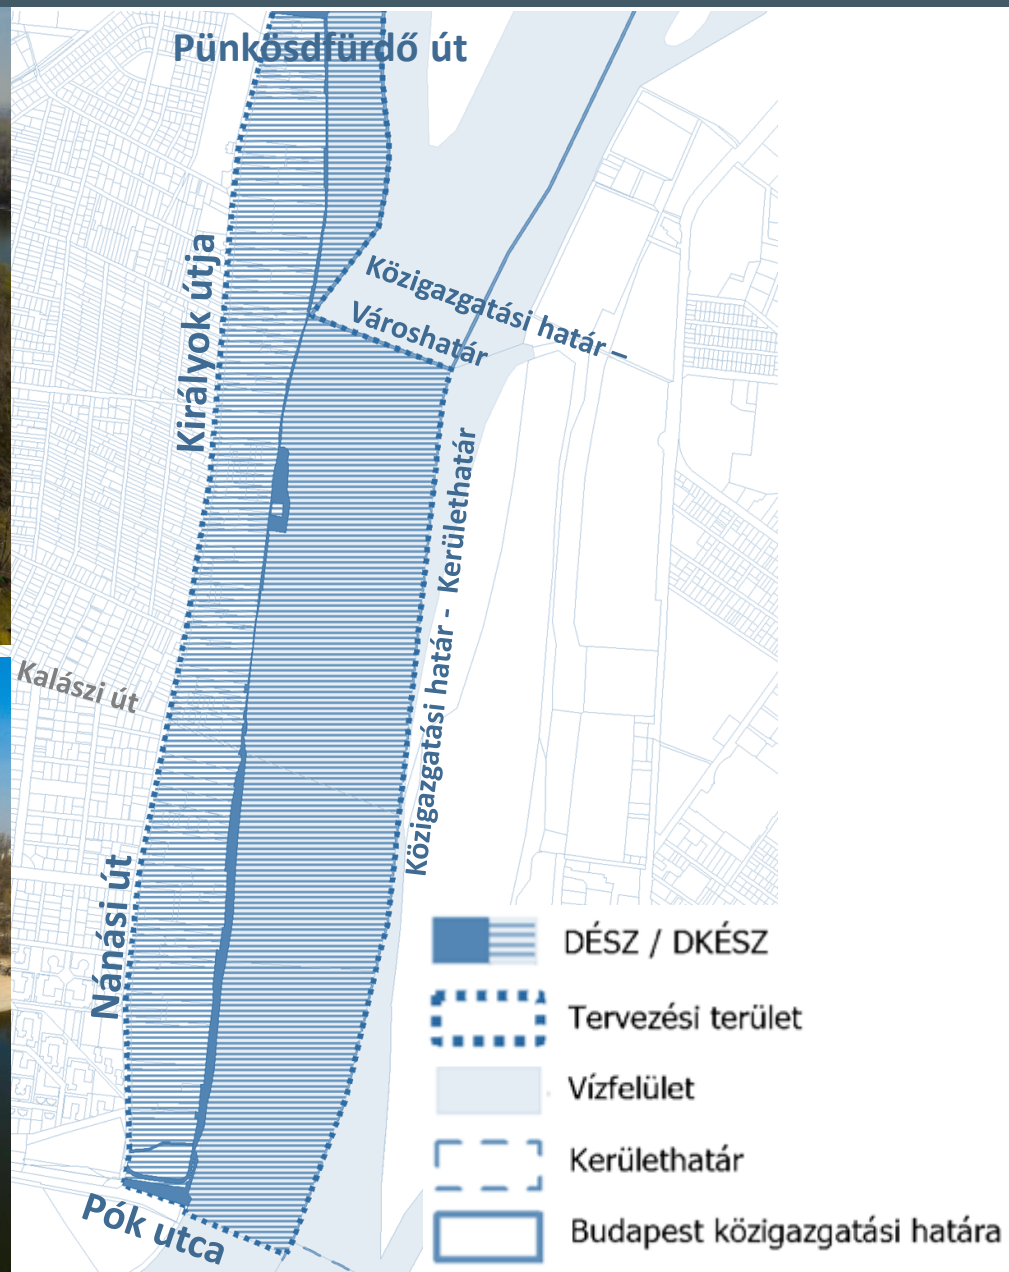 Pünkösdfürdő út
Királyok útja
Közigazgatási határ –
Városhatár
Közigazgatási határ - Kerülethatár
Kalászi út
Nánási út
Pók utca
DÉSZ / DKÉSZ
Tervezési terület
Vízfelület
Kerülethatár
Budapest közigazgatási határa